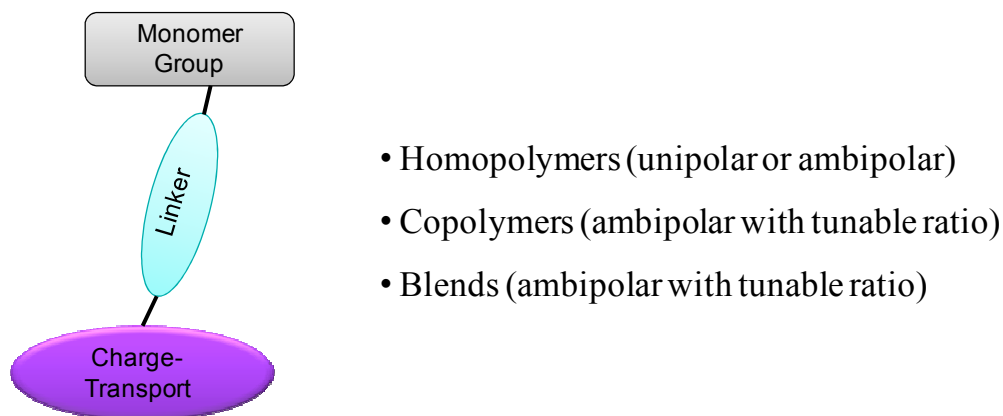 Monomer
Group
Linker
Charge-
Transport
• Homopolymers (unipolar or ambipolar)
• Copolymers (ambipolar with tunable ratio)
• Blends (ambipolar with tunable ratio)